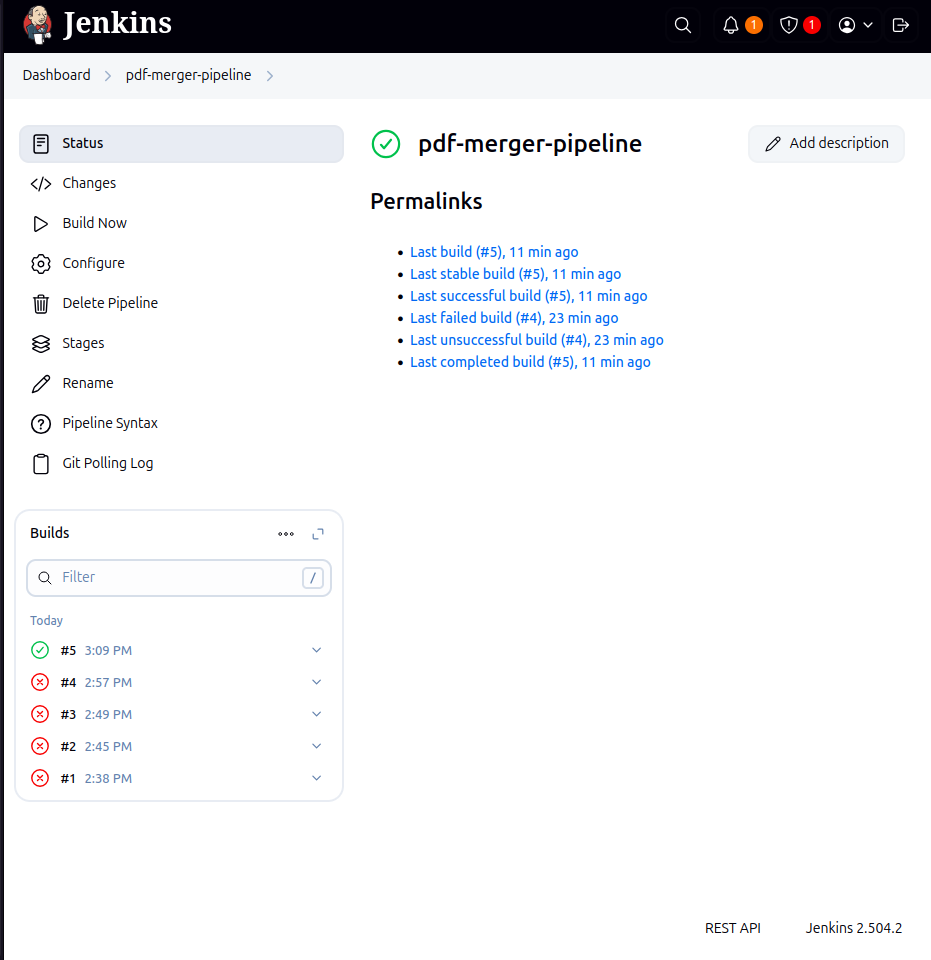 Jenkins
1
1
Dashboard
pdf-merger-pipeline
Status
Changes
Build Now
Configure
Delete Pipeline
Stages
Rename
Pipeline Syntax
Git Polling Log
Builds
Filter
/
Today
#5 3:09 PM
#4 2:57 PM
#3 2:49 PM
#2 2:45 PM
#1 2:38 PM
pdf-merger-pipeline
Add description
Permalinks
Last build (#5), 11 min ago
Last stable build (#5), 11 min ago
Last successful build (#5), 11 min ago
Last failed build (#4), 23 min ago
Last unsuccessful build (#4), 23 min ago
Last completed build (#5), 11 min ago
REST API
Jenkins 2.504.2